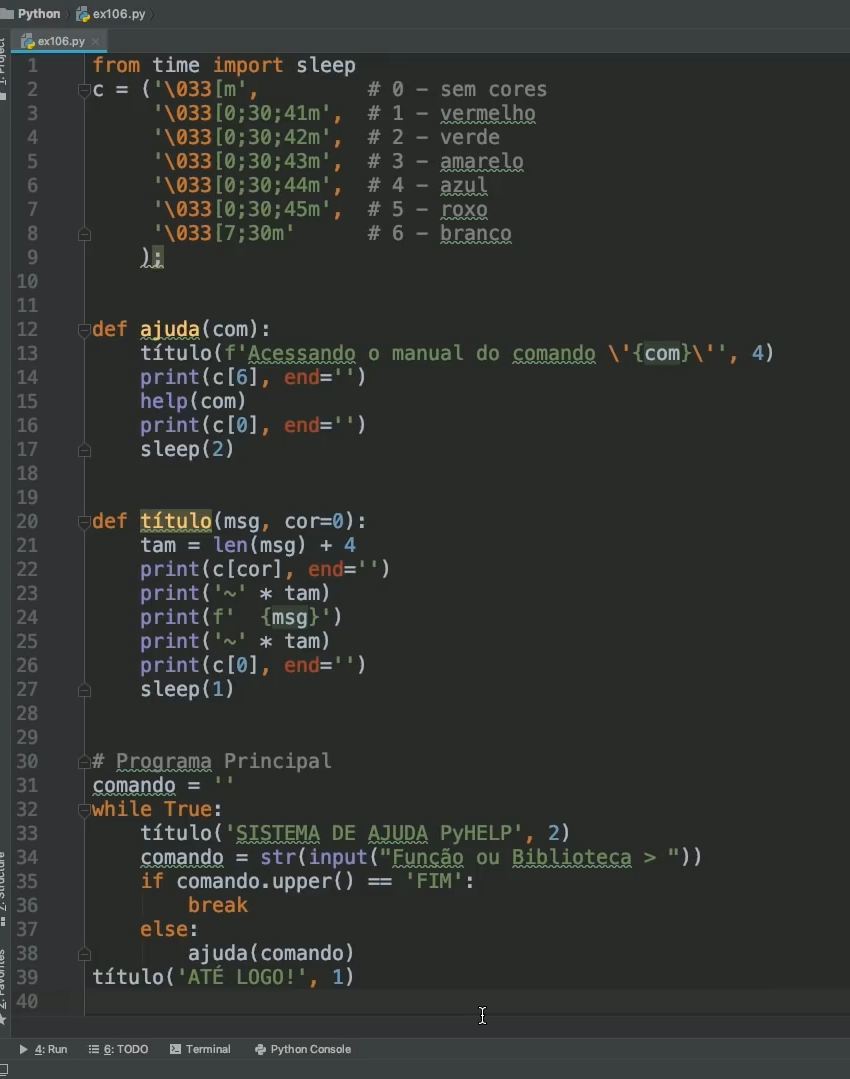 Python ex106.py
ex106.py
1: Project
1 from time import sleep
2 c = ('\033[m',         # 0 – sem cores
3      '\033[0;30;41m',  # 1 – vermelho
4      '\033[0;30;42m',  # 2 – verde
5      '\033[0;30;43m',  # 3 – amarelo
6      '\033[0;30;44m',  # 4 – azul
7      '\033[0;30;45m',  # 5 – roxo
8      '\033[7;30m'      # 6 – branco
9     );
10
11
12 def ajuda(com):
13     título(f'Acessando o manual do comando \'{com}\'', 4)
14     print(c[6], end='')
15     help(com)
16     print(c[0], end='')
17     sleep(2)
18
19
20 def título(msg, cor=0):
21     tam = len(msg) + 4
22     print(c[cor], end='')
23     print('~' * tam)
24     print(f'  {msg}')
25     print('~' * tam)
26     print(c[0], end='')
27     sleep(1)
28
29
30 # Programa Principal
31 comando = ''
32 while True:
33     título('SISTEMA DE AJUDA PyHELP', 2)
34     comando = str(input("Função ou Biblioteca > "))
35     if comando.upper() == 'FIM':
36         break
37     else:
38         ajuda(comando)
39 título('ATÉ LOGO!', 1)
40
Z: Structure
2: Favorites
4: Run 6: TODO Terminal Python Console